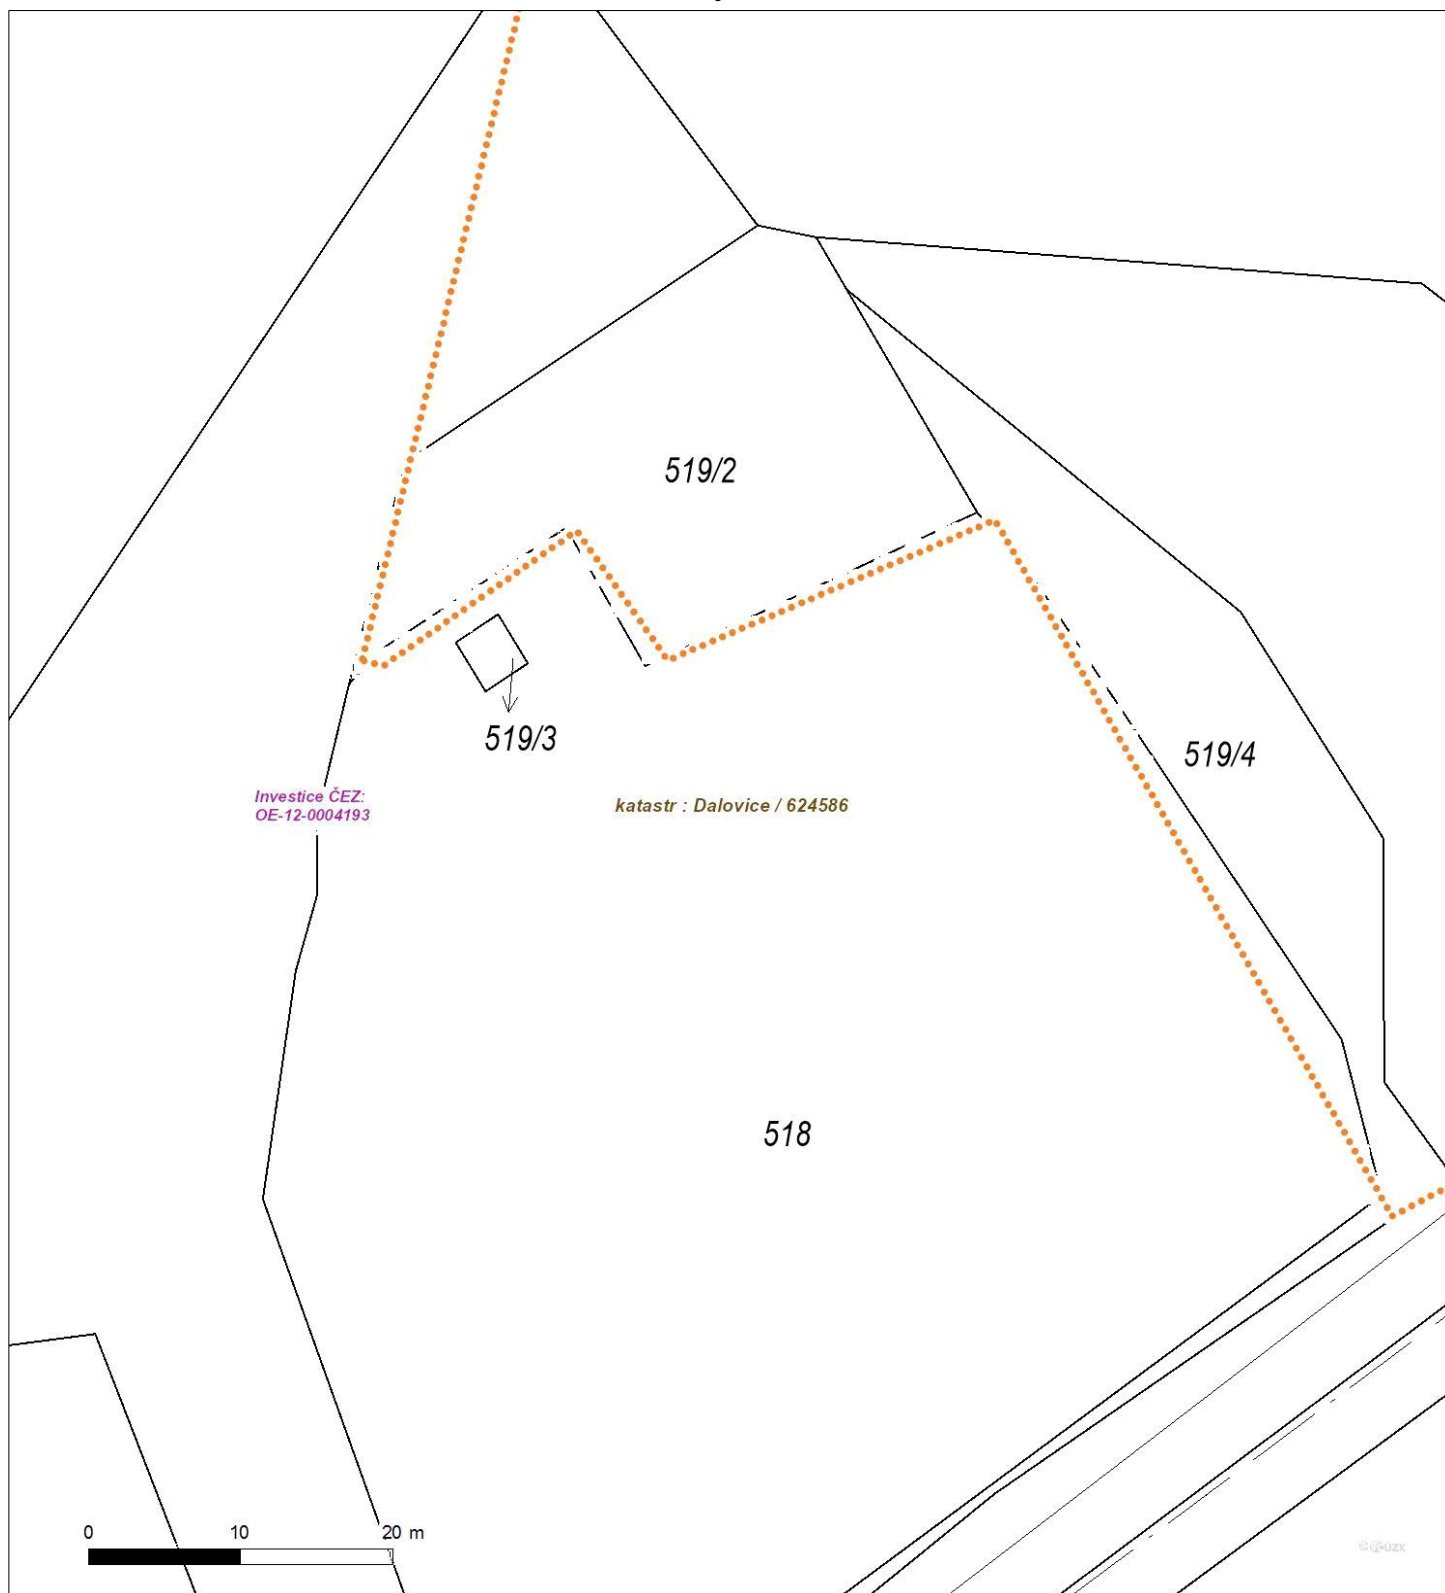 519/2
519/3
519/4
Investice ČEZ:
OE-12-0004193
katastr : Dalovice / 624586
518
0 10 20 m